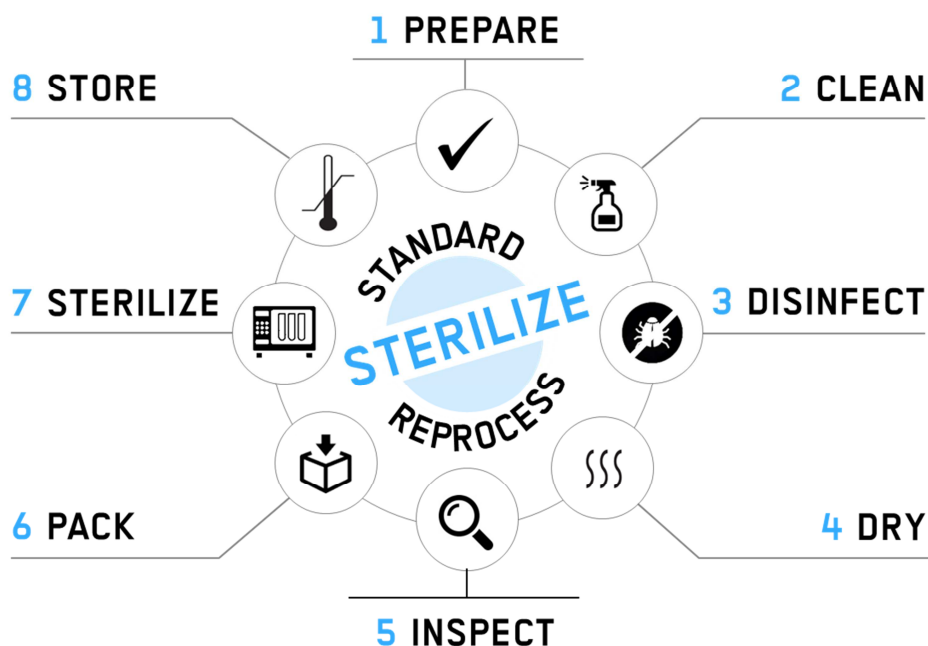 1 PREPARE
2 CLEAN
3 DISINFECT
4 DRY
5 INSPECT
6 PACK
7 STERILIZE
8 STORE
STANDARD
STERILIZE
REPROCESS